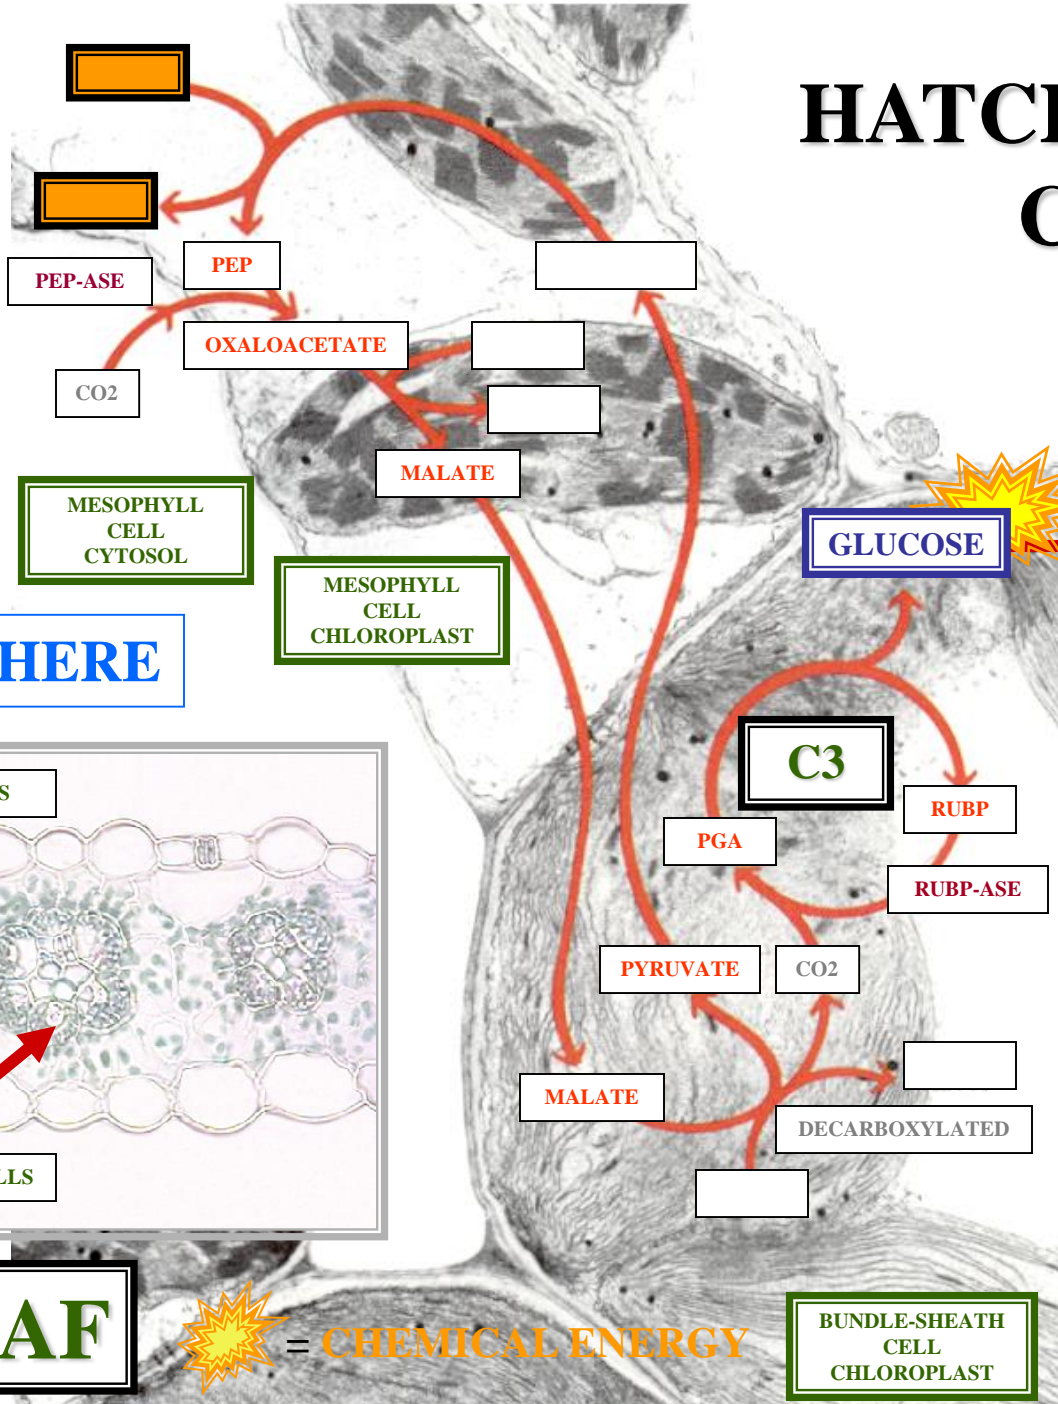 HATC
C
PEP-ASE
PEP
OXALOACETATE
CO2
MALATE
MESOPHYLL
CELL
CYTOSOL
MESOPHYLL
CELL
CHLOROPLAST
GLUCOSE
HERE
C3
S
RUBP
PGA
RUBP-ASE
PYRUVATE
CO2
MALATE
DECARBOXYLATED
LLS
AF
= CHEMICAL ENERGY
BUNDLE-SHEATH
CELL
CHLOROPLAST